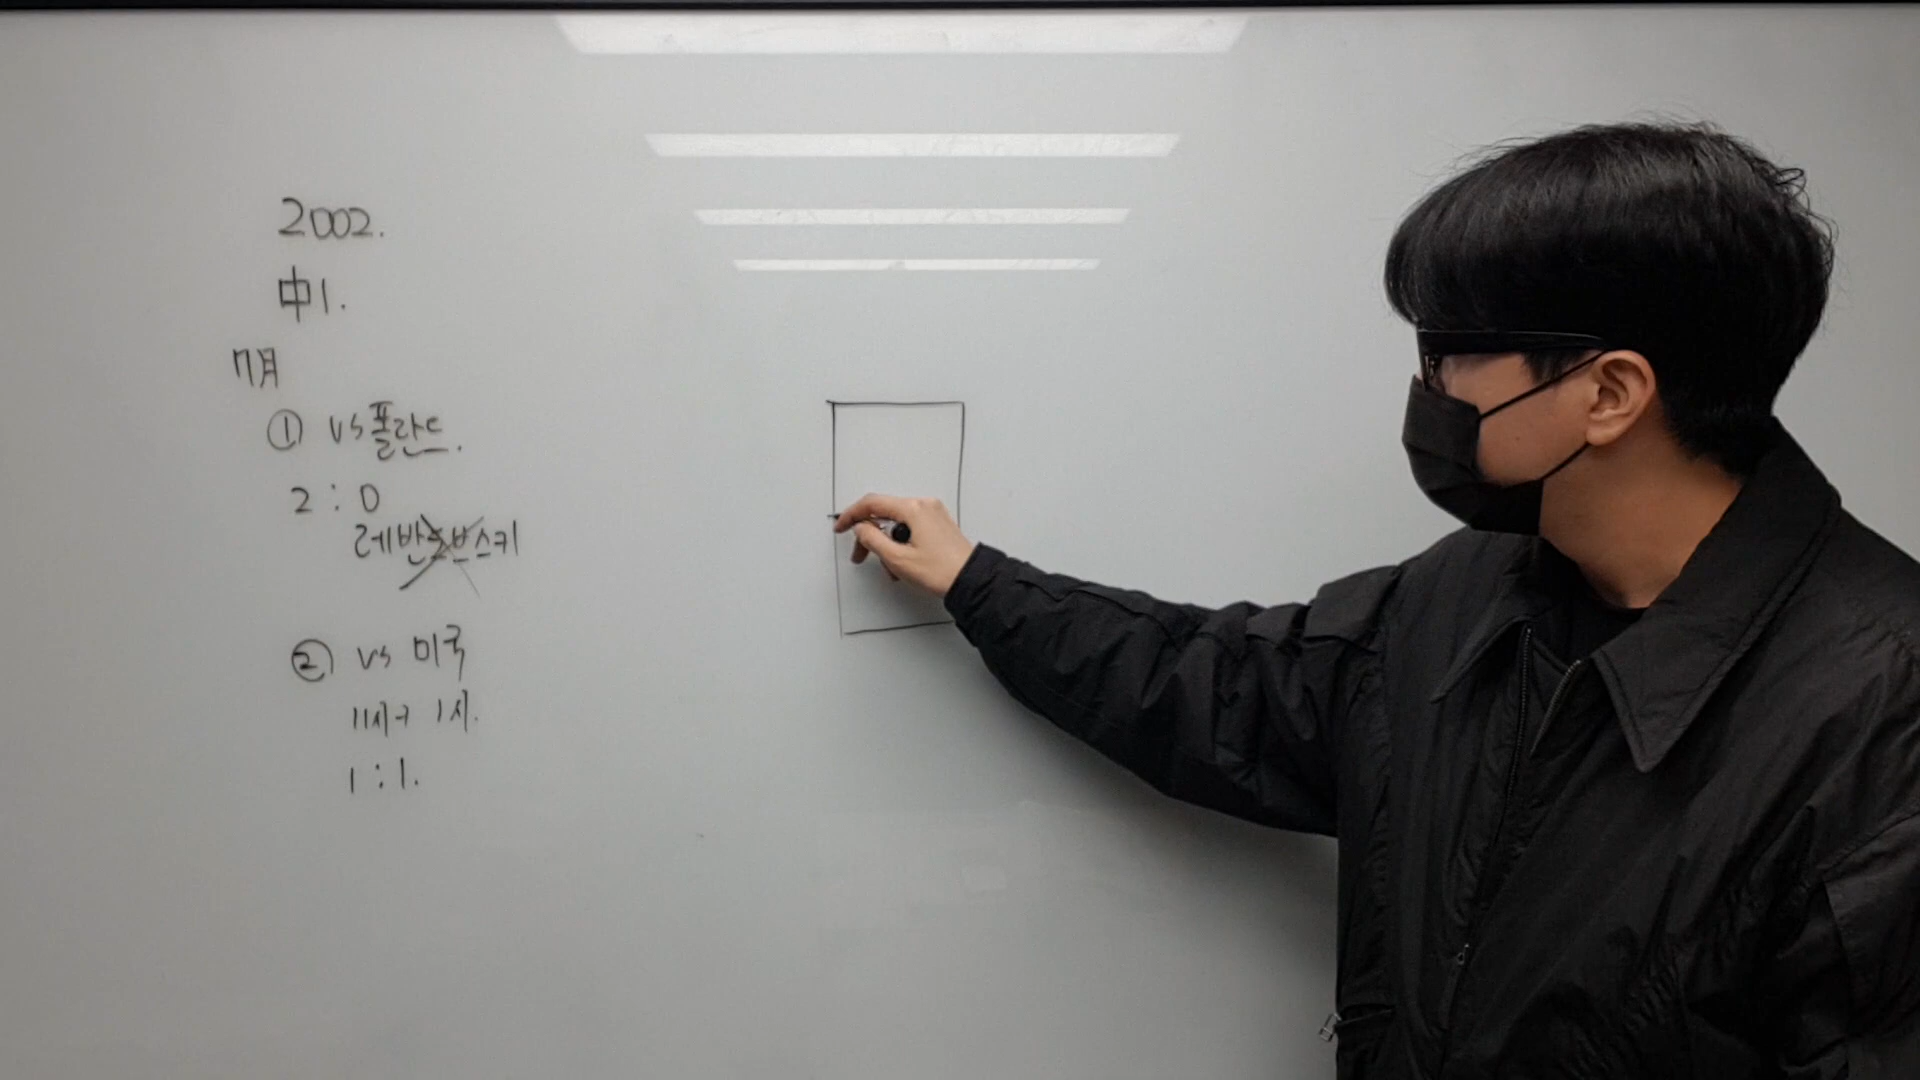 2002.
中1.
7月
① vs 폴란드.
2 : 0
레반도브스키
② vs 미국
11시→ 1시.
1 : 1.